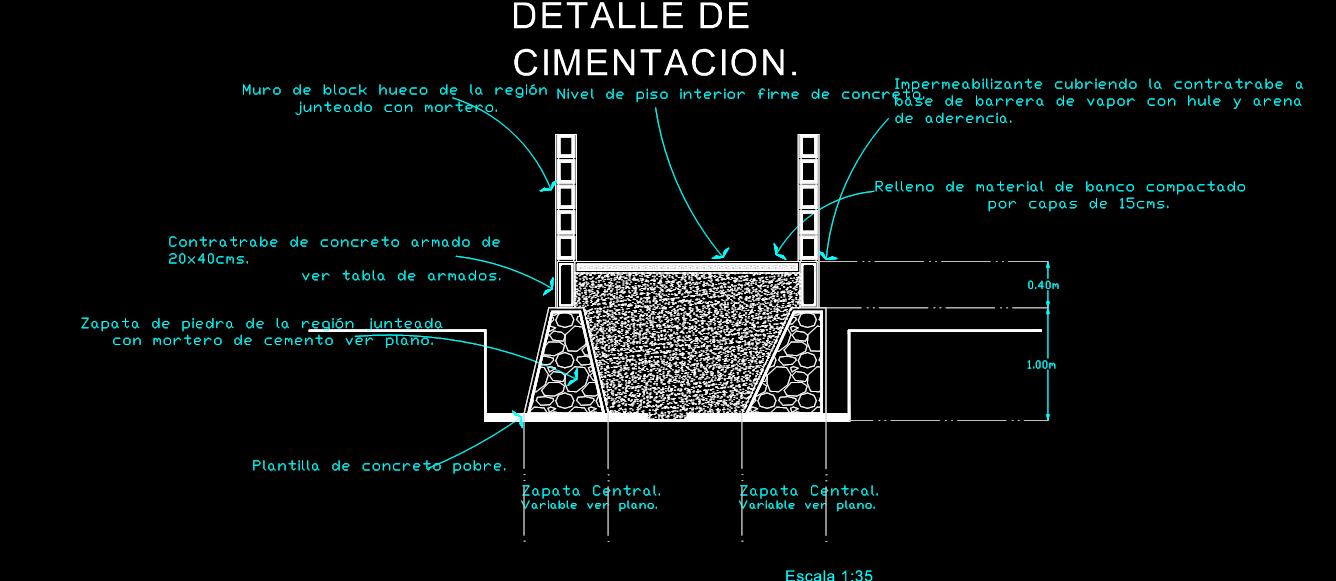 DETALLE DE
CIMENTACION.
Muro de block hueco de la región
junteado con mortero.
Nivel de piso interior firme de concreto.
Impermeabilizante cubriendo la contratrabe a
base de barrera de vapor con hule y arena
de aderencia.
Relleno de material de banco compactado
por capas de 15cms.
Contratrabe de concreto armado de
20x40cms.
ver tabla de armados.
0.40m
Zapata de piedra de la región junteada
con mortero de cemento ver plano.
1.00m
Plantilla de concreto pobre.
Zapata Central.
Variable ver plano.
Zapata Central.
Variable ver plano.
Escala 1:35